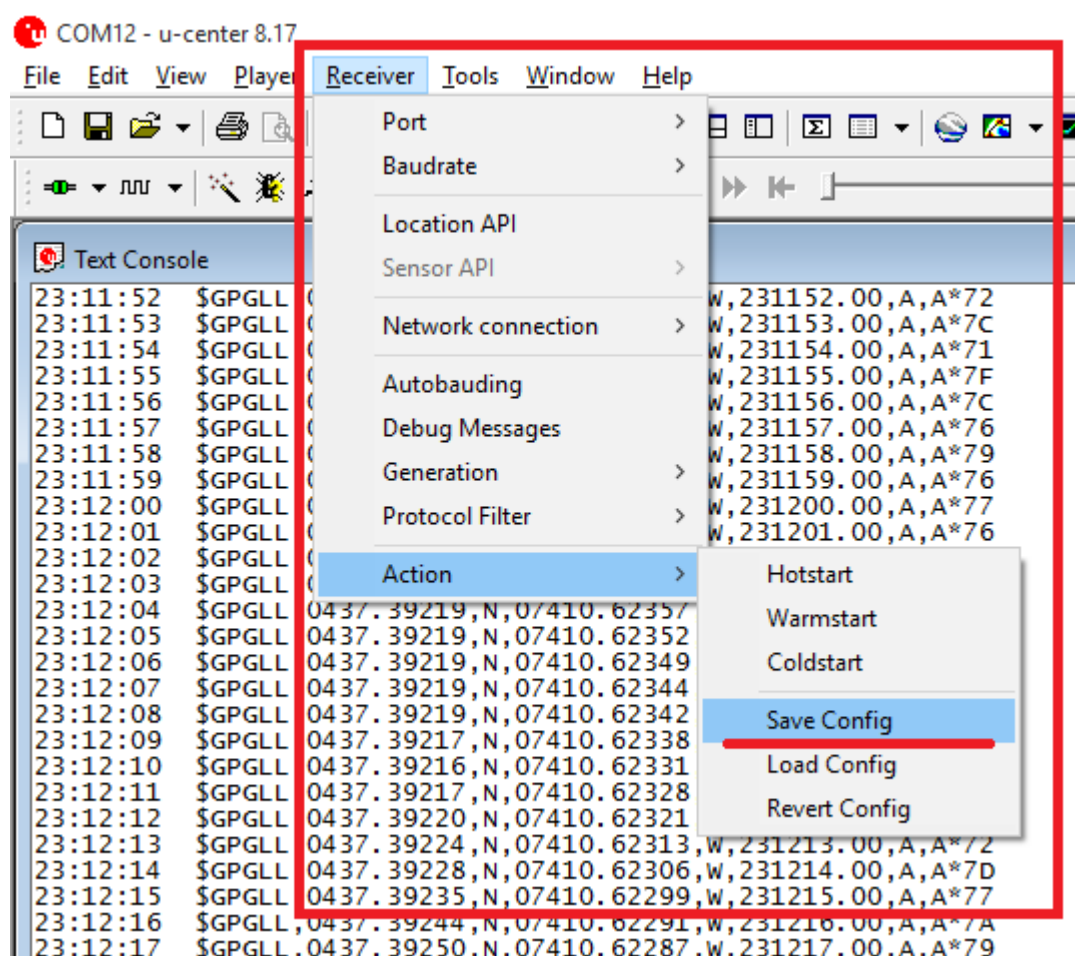 COM12 - u-center 8.17
File Edit View Player Receiver Tools Window Help
Port
Baudrate
Location API
Sensor API
Network connection
Autobauding
Debug Messages
Generation
Protocol Filter
Action
Hotstart
Warmstart
Coldstart
Save Config
Load Config
Revert Config
Text Console
23:11:52 $GPGLL W,231152.00,A,A*72
23:11:53 $GPGLL W,231153.00,A,A*7C
23:11:54 $GPGLL W,231154.00,A,A*71
23:11:55 $GPGLL W,231155.00,A,A*7F
23:11:56 $GPGLL W,231156.00,A,A*7C
23:11:57 $GPGLL W,231157.00,A,A*76
23:11:58 $GPGLL W,231158.00,A,A*79
23:11:59 $GPGLL W,231159.00,A,A*76
23:12:00 $GPGLL W,231200.00,A,A*77
23:12:01 $GPGLL W,231201.00,A,A*76
23:12:02 $GPGLL
23:12:03 $GPGLL
23:12:04 $GPGLL 0437.39219,N,07410.62357
23:12:05 $GPGLL 0437.39219,N,07410.62352
23:12:06 $GPGLL 0437.39219,N,07410.62349
23:12:07 $GPGLL 0437.39219,N,07410.62344
23:12:08 $GPGLL 0437.39219,N,07410.62342
23:12:09 $GPGLL 0437.39217,N,07410.62338
23:12:10 $GPGLL 0437.39216,N,07410.62331
23:12:11 $GPGLL 0437.39217,N,07410.62328
23:12:12 $GPGLL 0437.39220,N,07410.62321
23:12:13 $GPGLL 0437.39224,N,07410.62313,W,231213.00,A,A*72
23:12:14 $GPGLL 0437.39228,N,07410.62306,W,231214.00,A,A*7D
23:12:15 $GPGLL 0437.39235,N,07410.62299,W,231215.00,A,A*77
23:12:16 $GPGLL,0437.39244,N,07410.62291,W,231216.00,A,A*7A
23:12:17 $GPGLL,0437.39250,N,07410.62287,W,231217.00,A,A*79